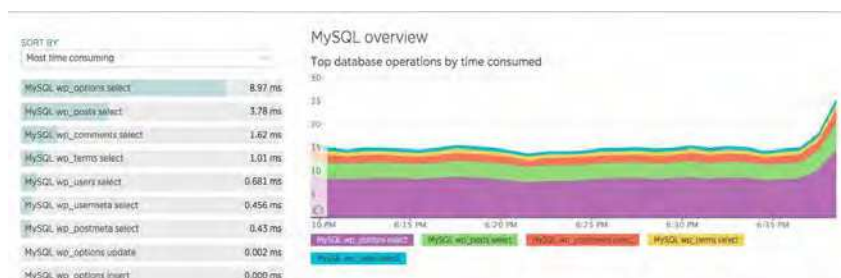 SORT BY
Most time consuming
MySQL wp_options select 8.97 ms
MySQL wp_posts select 3.78 ms
MySQL wp_comments select 1.62 ms
MySQL wp_terms select 1.01 ms
MySQL wp_users select 0.681 ms
MySQL wp_usermeta select 0.456 ms
MySQL wp_postmeta select 0.43 ms
MySQL wp_options update 0.002 ms
MySQL wp_options insert 0.000 ms
MySQL overview
Top database operations by time consumed
30
25
20
15
10
5
10 PM 6:15 PM 6:20 PM 6:25 PM 6:30 PM 6:35 PM
MySQL wp_options select MySQL wp_posts select MySQL select MySQL wp_terms select
MySQL select